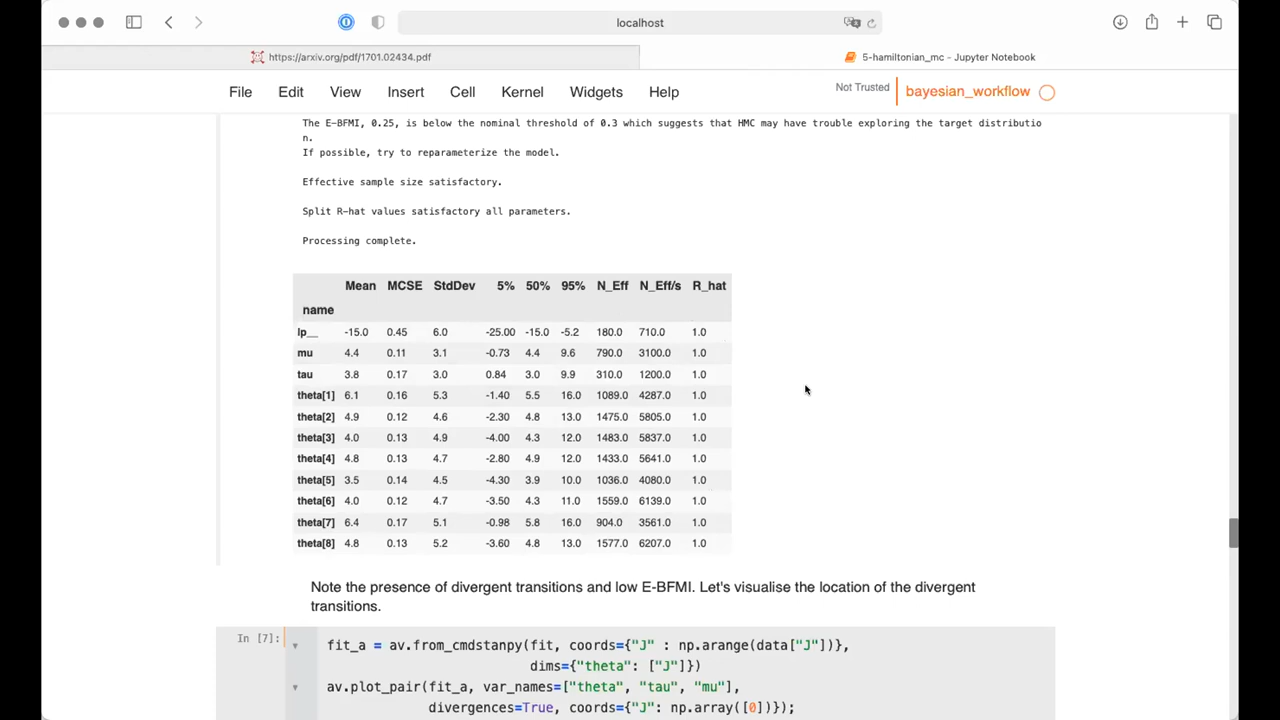 localhost
https://arxiv.org/pdf/1701.02434.pdf
5-hamiltonian_mc - Jupyter Notebook
File Edit View Insert Cell Kernel Widgets Help Not Trusted bayesian_workflow
The E-BFMI, 0.25, is below the nominal threshold of 0.3 which suggests that HMC may have trouble exploring the target distributio
n.
If possible, try to reparameterize the model.
Effective sample size satisfactory.
Split R-hat values satisfactory all parameters.
Processing complete.
Mean MCSE StdDev 5% 50% 95% N_Eff N_Eff/s R_hat
name
lp__ -15.0 0.45 6.0 -25.00 -15.0 -5.2 180.0 710.0 1.0
mu 4.4 0.11 3.1 -0.73 4.4 9.6 790.0 3100.0 1.0
tau 3.8 0.17 3.0 0.84 3.0 9.9 310.0 1200.0 1.0
theta[1] 6.1 0.16 5.3 -1.40 5.5 16.0 1089.0 4287.0 1.0
theta[2] 4.9 0.12 4.6 -2.30 4.8 13.0 1475.0 5805.0 1.0
theta[3] 4.0 0.13 4.9 -4.00 4.3 12.0 1483.0 5837.0 1.0
theta[4] 4.8 0.13 4.7 -2.80 4.9 12.0 1433.0 5641.0 1.0
theta[5] 3.5 0.14 4.5 -4.30 3.9 10.0 1036.0 4080.0 1.0
theta[6] 4.0 0.12 4.7 -3.50 4.3 11.0 1559.0 6139.0 1.0
theta[7] 6.4 0.17 5.1 -0.98 5.8 16.0 904.0 3561.0 1.0
theta[8] 4.8 0.13 5.2 -3.60 4.8 13.0 1577.0 6207.0 1.0
Note the presence of divergent transitions and low E-BFMI. Let's visualise the location of the divergent
transitions.
In [7]: fit_a = av.from_cmdstanpy(fit, coords={"J" : np.arange(data["J"])},
dims={"theta": ["J"]})
av.plot_pair(fit_a, var_names=["theta", "tau", "mu"],
divergences=True, coords={"J": np.array([0])});